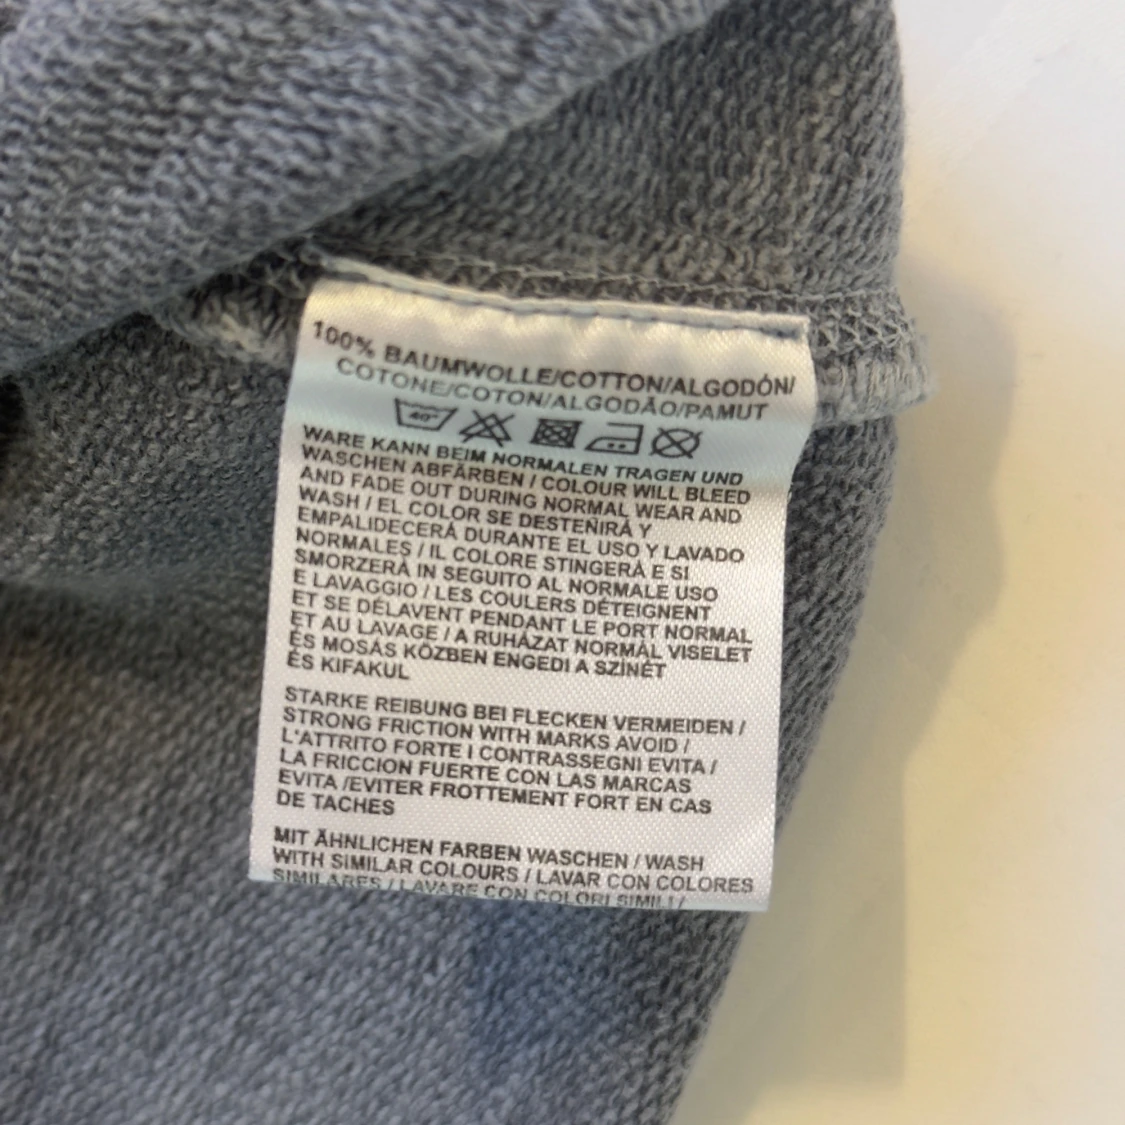 100% BAUMWOLLE/COTTON/ALGODÓN/
COTONE/COTON/ALGODÃO/PAMUT
40°
WARE KANN BEIM NORMALEN TRAGEN UND
WASCHEN ABFÄRBEN / COLOUR WILL BLEED
AND FADE OUT DURING NORMAL WEAR AND
WASH / EL COLOR SE DESTEÑIRÁ Y
EMPALIDECERÁ DURANTE EL USO Y LAVADO
NORMALES / IL COLORE STINGERÀ E SI
SMORZERÀ IN SEGUITO AL NORMALE USO
E LAVAGGIO / LES COULERS DÉTEIGNENT
ET SE DÉLAVENT PENDANT LE PORT NORMAL
ET AU LAVAGE / A RUHÁZAT NORMÁL VISELET
ÉS MOSÁS KÖZBEN ENGEDI A SZÍNÉT
ÉS KIFAKUL
STARKE REIBUNG BEI FLECKEN VERMEIDEN /
STRONG FRICTION WITH MARKS AVOID /
L'ATTRITO FORTE I CONTRASSEGNI EVITA /
LA FRICCION FUERTE CON LAS MARCAS
EVITA /EVITER FROTTEMENT FORT EN CAS
DE TACHES
MIT ÄHNLICHEN FARBEN WASCHEN / WASH
WITH SIMILAR COLOURS / LAVAR CON COLORES
SIMILARES / LAVARE CON COLORI SIMILI /